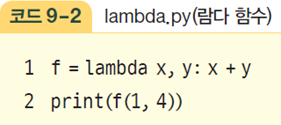 코드 9-2 lambda.py(람다 함수)
1 f = lambda x, y: x + y
2 print(f(1, 4))